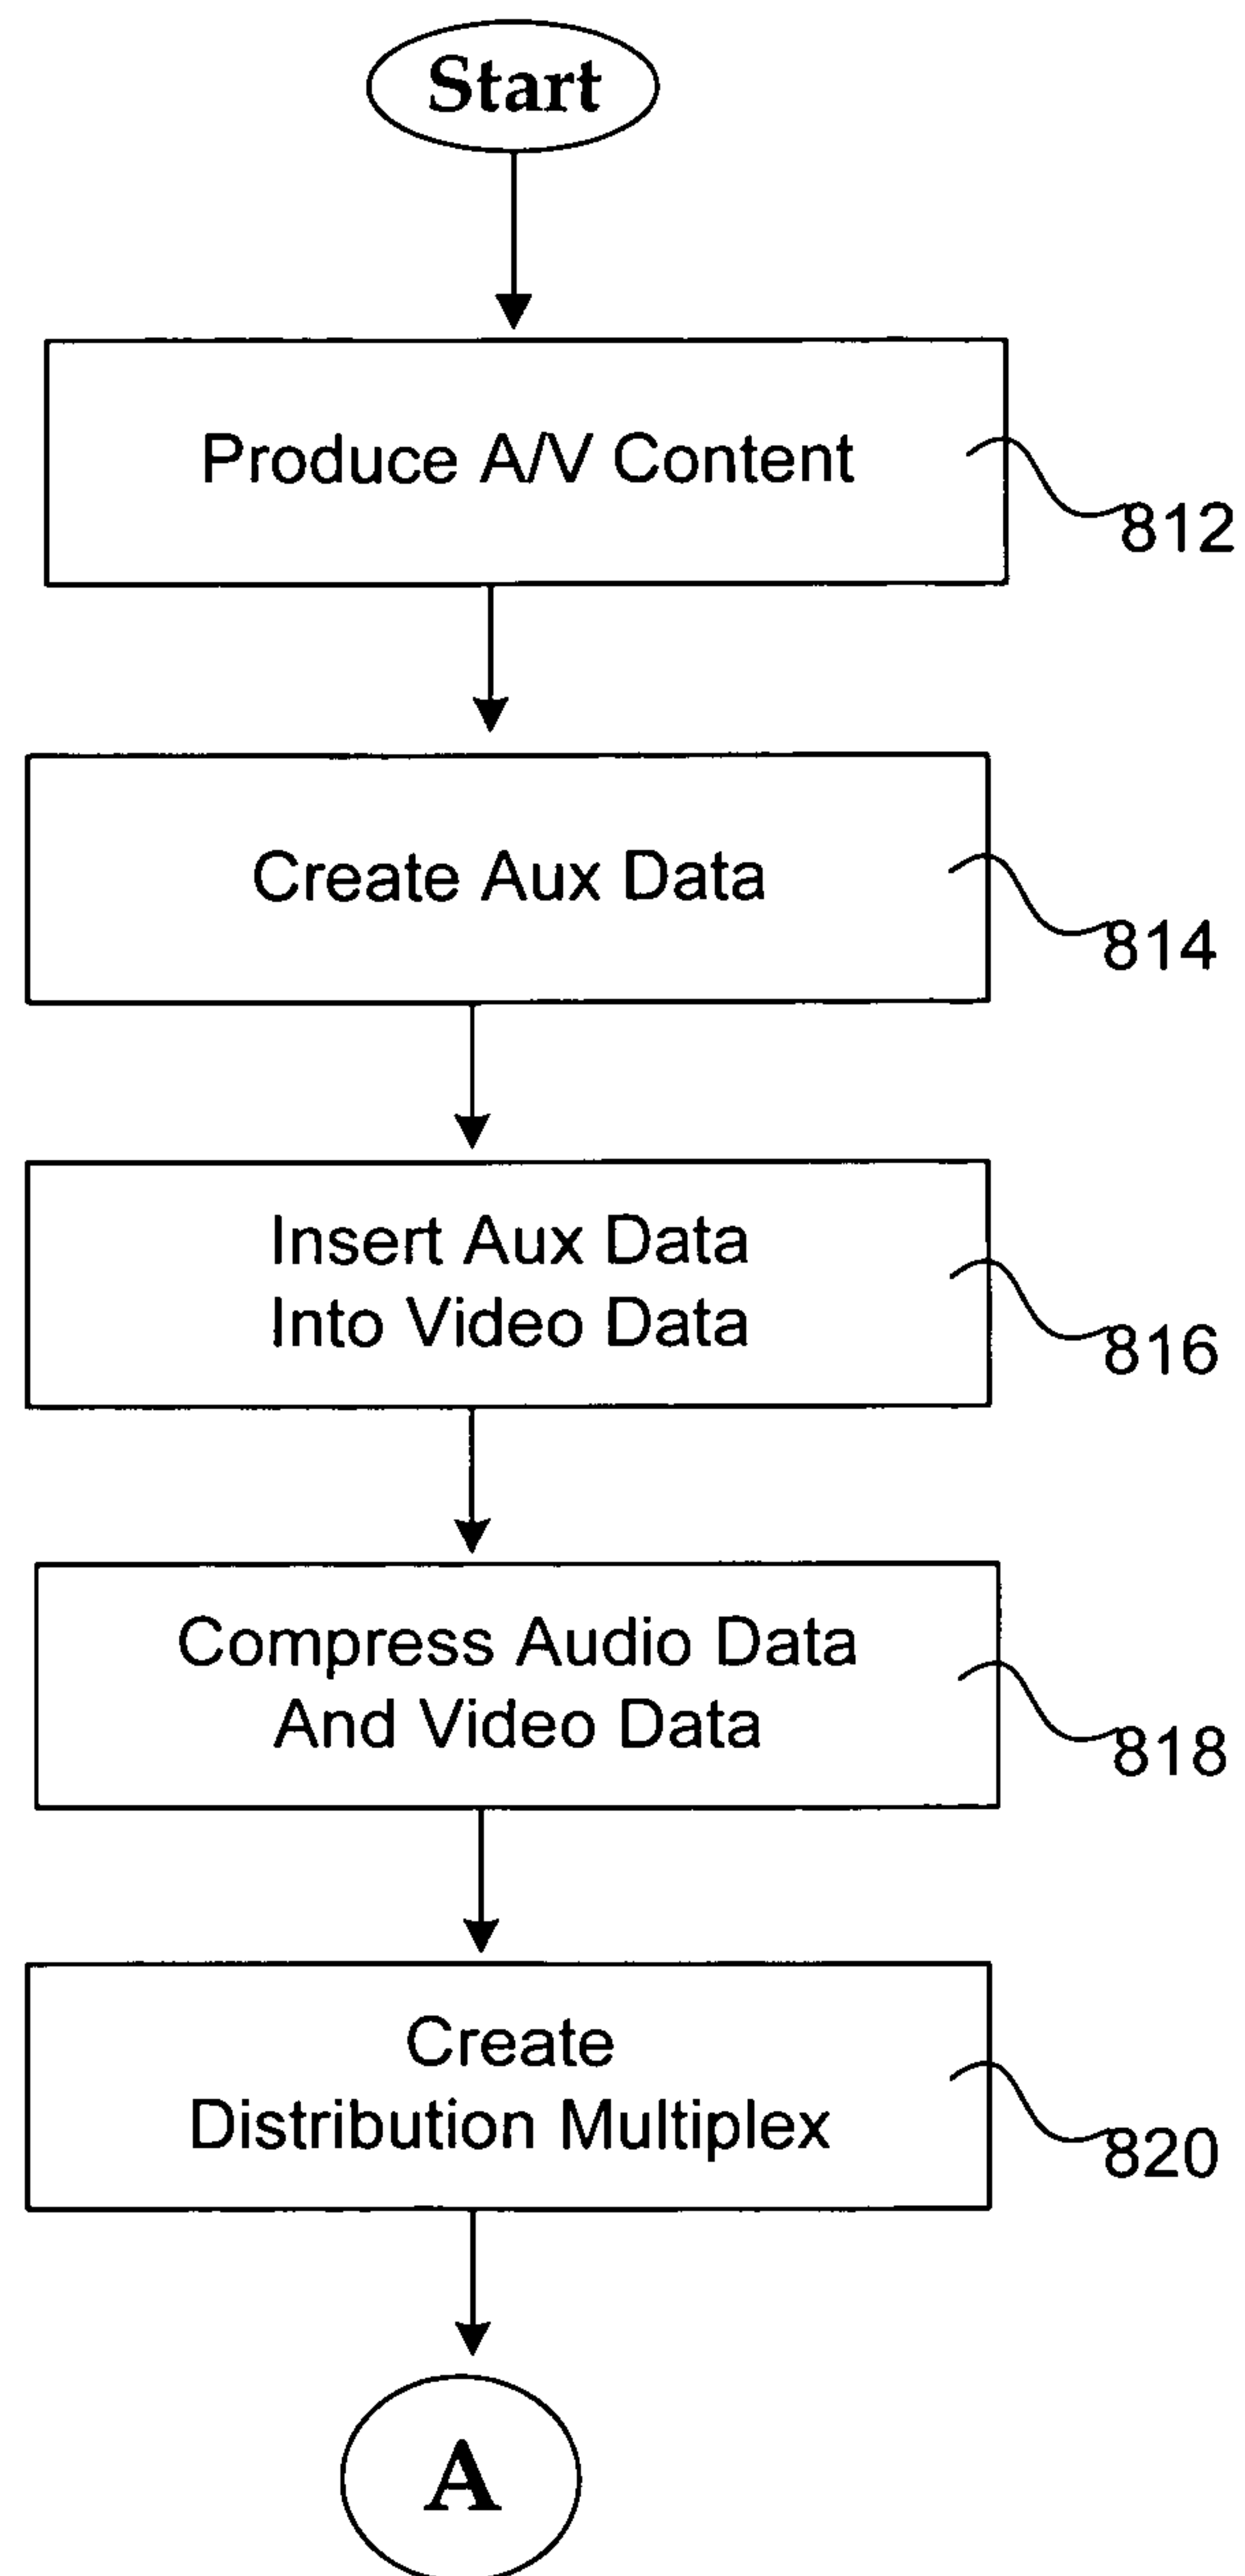 Start
Produce A/V Content
812
Create Aux Data
814
Insert Aux Data
Into Video Data
816
Compress Audio Data
And Video Data
818
Create
Distribution Multiplex
820
A